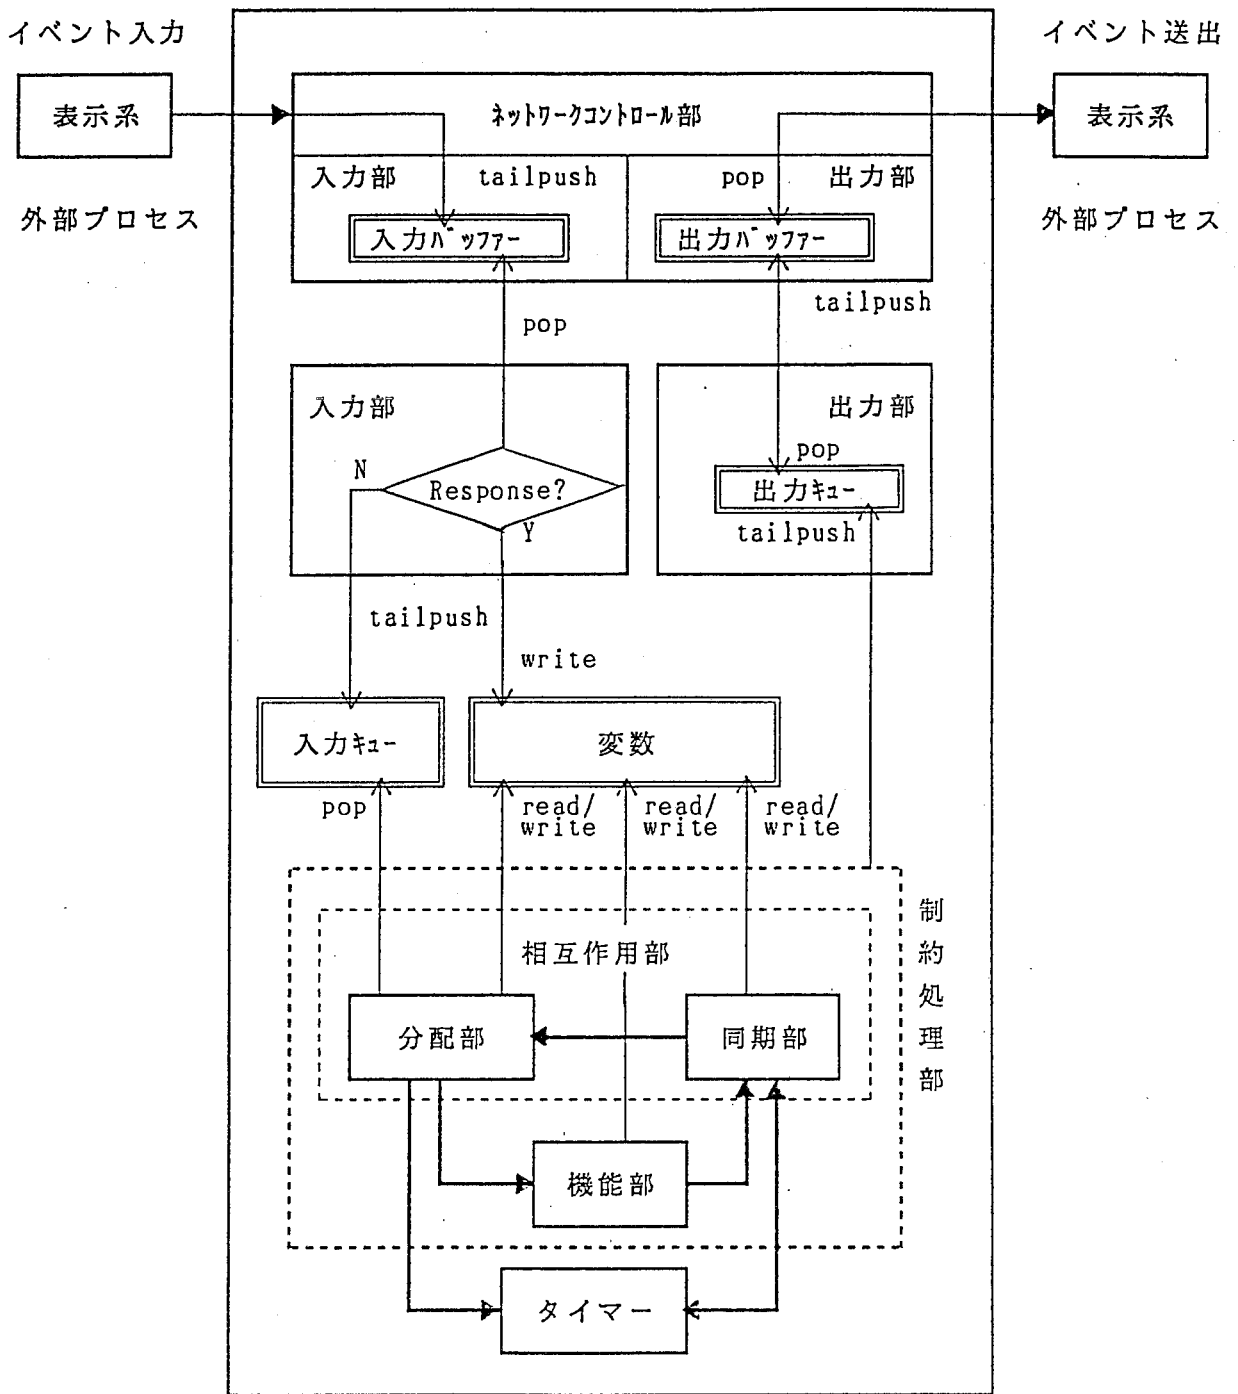 イベント入力
イベント送出
表示系
ネットワークコントロール部
表示系
入力部
tailpush
pop
出力部
外部プロセス
入力バッファー
出力バッファー
外部プロセス
tailpush
pop
入力部
出力部
N
pop
Response?
出力キュー
Y
tailpush
tailpush
write
入力キュー
変数
pop
read/
write
read/
write
read/
write
制約処理部
相互作用部
分配部
同期部
機能部
タイマー